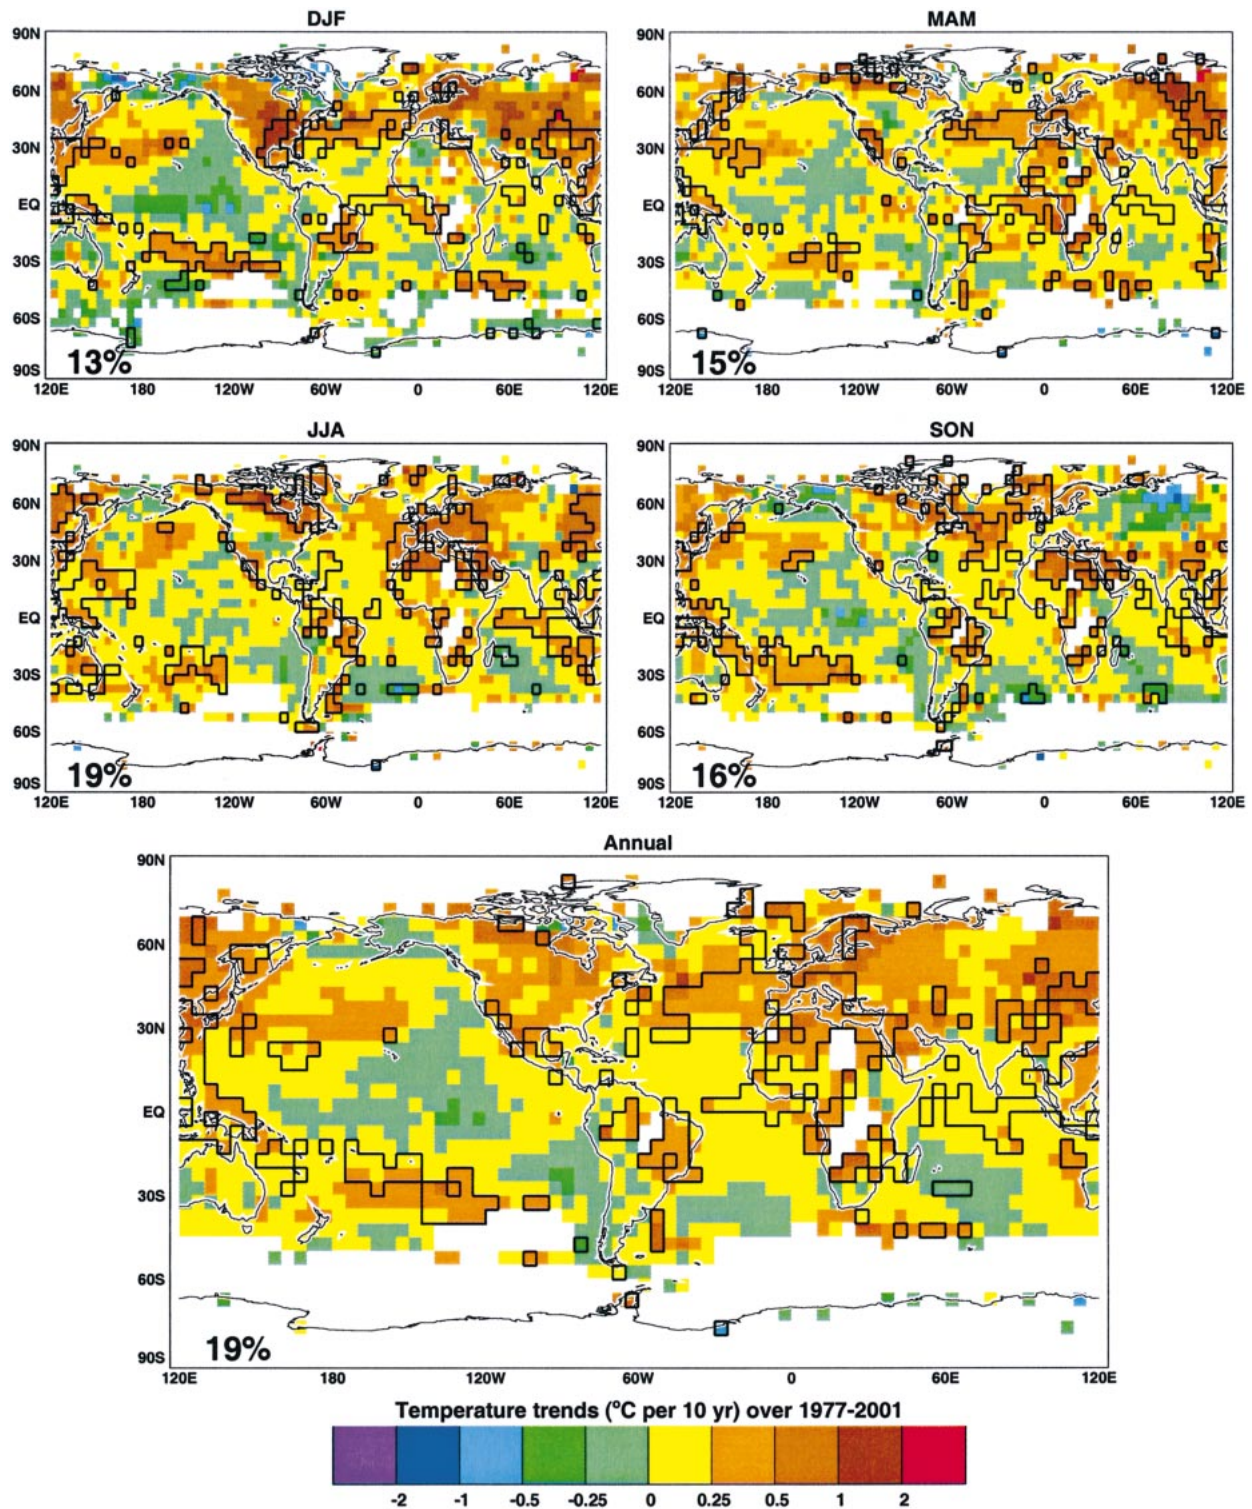 DJF MAM
90N 90N
60N 60N
30N 30N
EQ EQ
30S 30S
60S 60S
90S 13% 90S 15%
120E 180 120W 60W 0 60E 120E 120E 180 120W 60W 0 60E 120E
JJA SON
90N 90N
60N 60N
30N 30N
EQ EQ
30S 30S
60S 60S
90S 19% 90S 16%
120E 180 120W 60W 0 60E 120E 120E 180 120W 60W 0 60E 120E
Annual
90N
60N
30N
EQ
30S
60S
90S 19%
120E 180 120W 60W 0 60E 120E
Temperature trends (°C per 10 yr) over 1977-2001
-2 -1 -0.5 -0.25 0 0.25 0.5 1 2